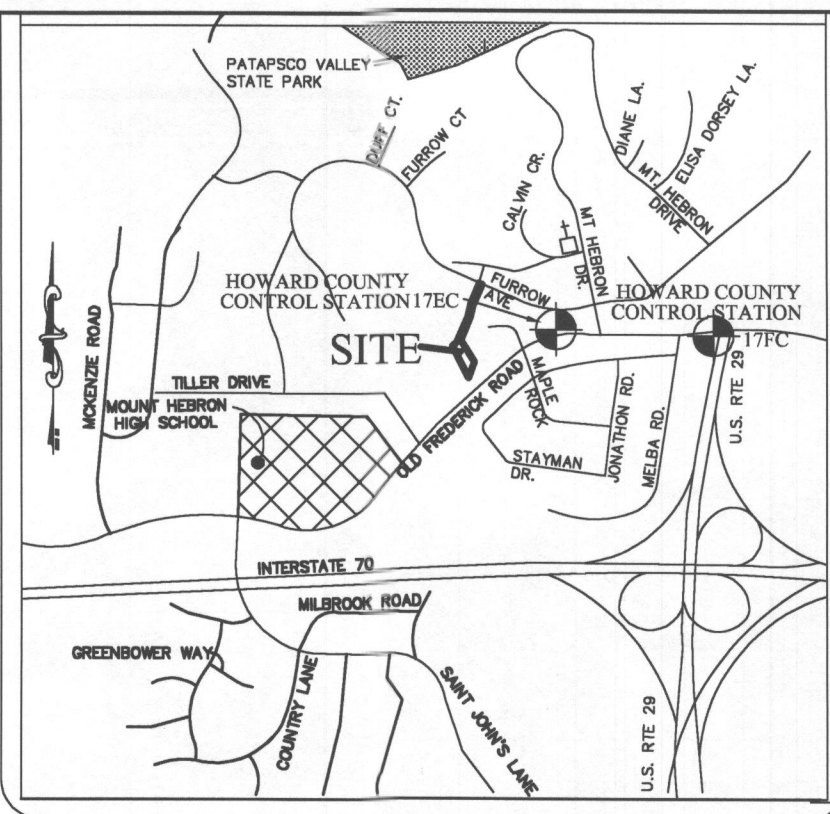 PATAPSCO VALLEY
STATE PARK
DUFF CT.
FURROW CT
CALVIN CR.
DIANE LA.
ELISA DORSEY LA.
MT. HEBRON
DRIVE
MT HEBRON
DR.
HOWARD COUNTY
CONTROL STATION 17EC
FURROW
AVE
HOWARD COUNTY
CONTROL STATION
17FC
SITE
MCKENZIE ROAD
TILLER DRIVE
MOUNT HEBRON
HIGH SCHOOL
OLD FREDERICK ROAD
MAPLE
ROCK
STAYMAN
DR.
JONATHON RD.
MELBA RD.
U.S. RTE 29
INTERSTATE 70
MILBROOK ROAD
GREENBOWER WAY
COUNTRY LANE
SAINT JOHN'S LANE
U.S. RTE 29